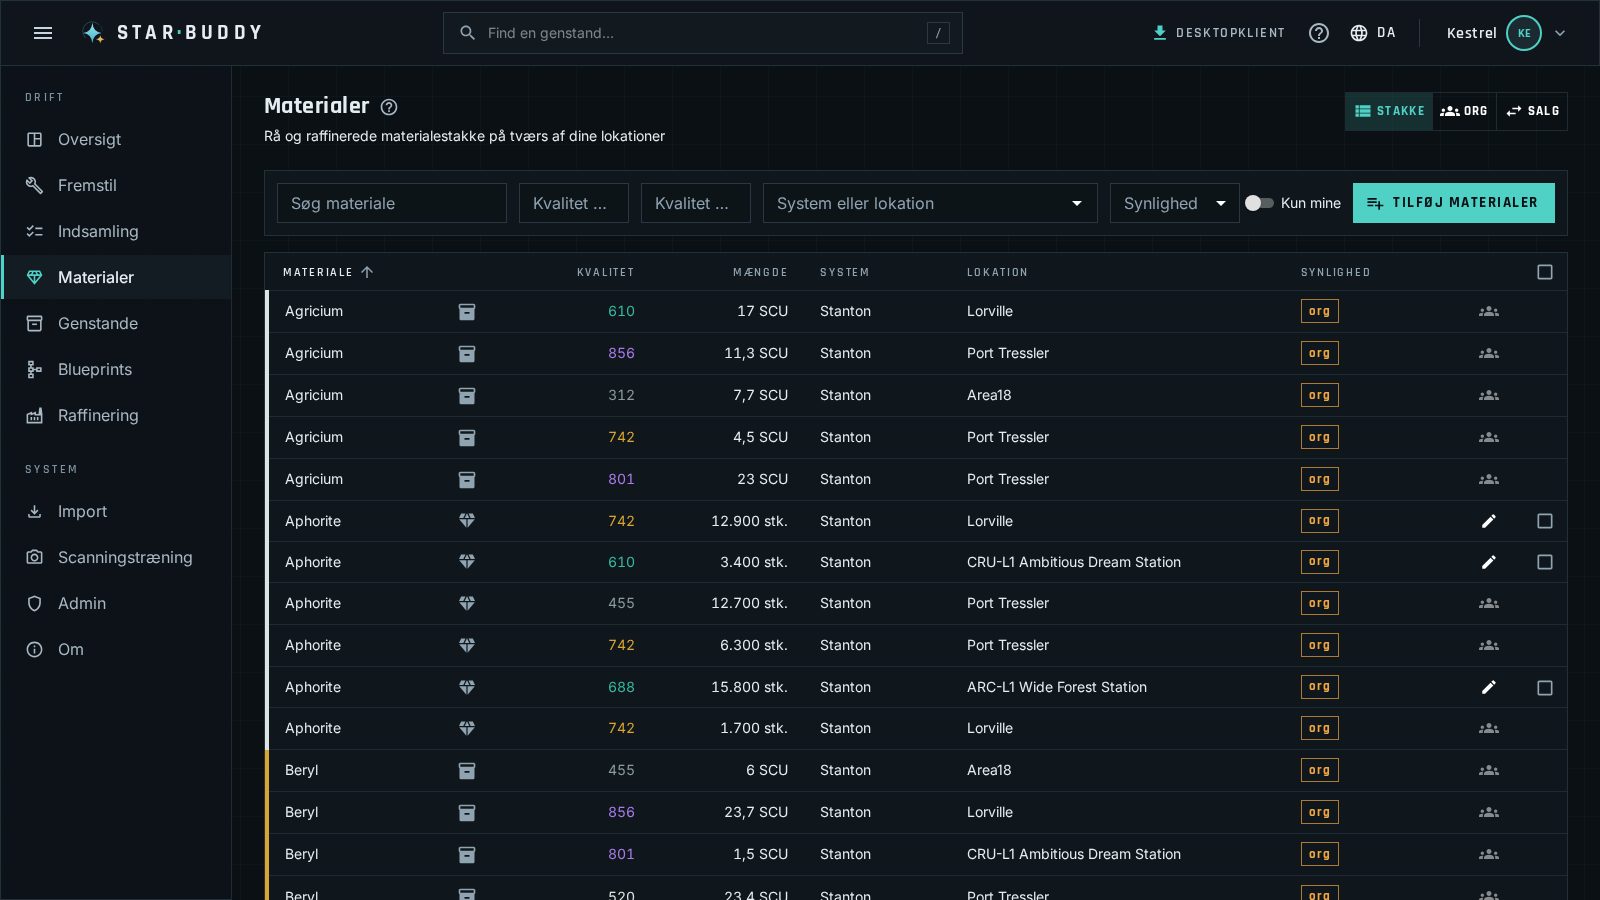 STAR·BUDDY
Find en genstand...
/
DESKTOPKLIENT
DA
Kestrel
KE
DRIFT
Oversigt
Fremstil
Indsamling
Materialer
Genstande
Blueprints
Raffinering
SYSTEM
Import
Scanningstræning
Admin
Om
Materialer
Rå og raffinerede materialestakke på tværs af dine lokationer
STAKKE
ORG
SALG
Søg materiale
Kvalitet ...
Kvalitet ...
System eller lokation
Synlighed
Kun mine
TILFØJ MATERIALER
MATERIALE KVALITET MÆNGDE SYSTEM LOKATION SYNLIGHED
Agricium 610 17 SCU Stanton Lorville org
Agricium 856 11,3 SCU Stanton Port Tressler org
Agricium 312 7,7 SCU Stanton Area18 org
Agricium 742 4,5 SCU Stanton Port Tressler org
Agricium 801 23 SCU Stanton Port Tressler org
Aphorite 742 12.900 stk. Stanton Lorville org
Aphorite 610 3.400 stk. Stanton CRU-L1 Ambitious Dream Station org
Aphorite 455 12.700 stk. Stanton Port Tressler org
Aphorite 742 6.300 stk. Stanton Port Tressler org
Aphorite 688 15.800 stk. Stanton ARC-L1 Wide Forest Station org
Aphorite 742 1.700 stk. Stanton Lorville org
Beryl 455 6 SCU Stanton Area18 org
Beryl 856 23,7 SCU Stanton Lorville org
Beryl 801 1,5 SCU Stanton CRU-L1 Ambitious Dream Station org
Beryl 520 23,4 SCU Stanton Port Tressler org